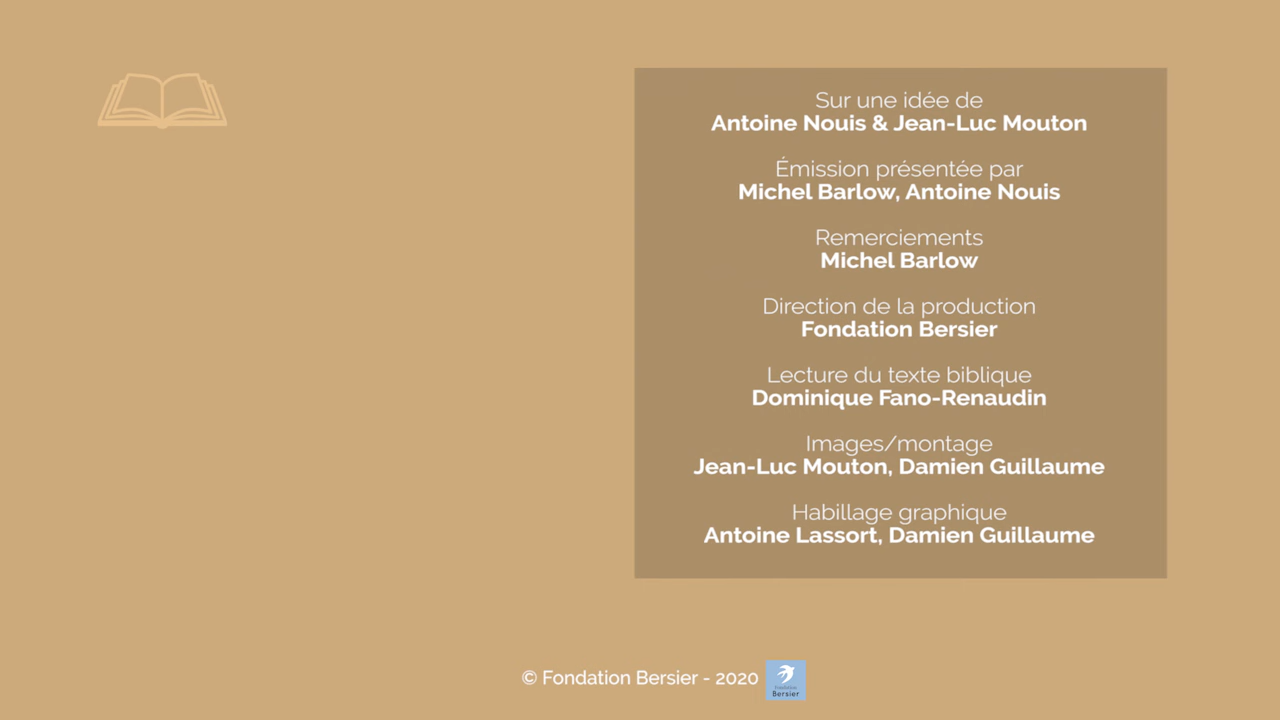 Sur une idée de
Antoine Nouis & Jean-Luc Mouton
Émission présentée par
Michel Barlow, Antoine Nouis
Remerciements
Michel Barlow
Direction de la production
Fondation Bersier
Lecture du texte biblique
Dominique Fano-Renaudin
Images/montage
Jean-Luc Mouton, Damien Guillaume
Habillage graphique
Antoine Lassort, Damien Guillaume
© Fondation Bersier - 2020
Fondation
Bersier